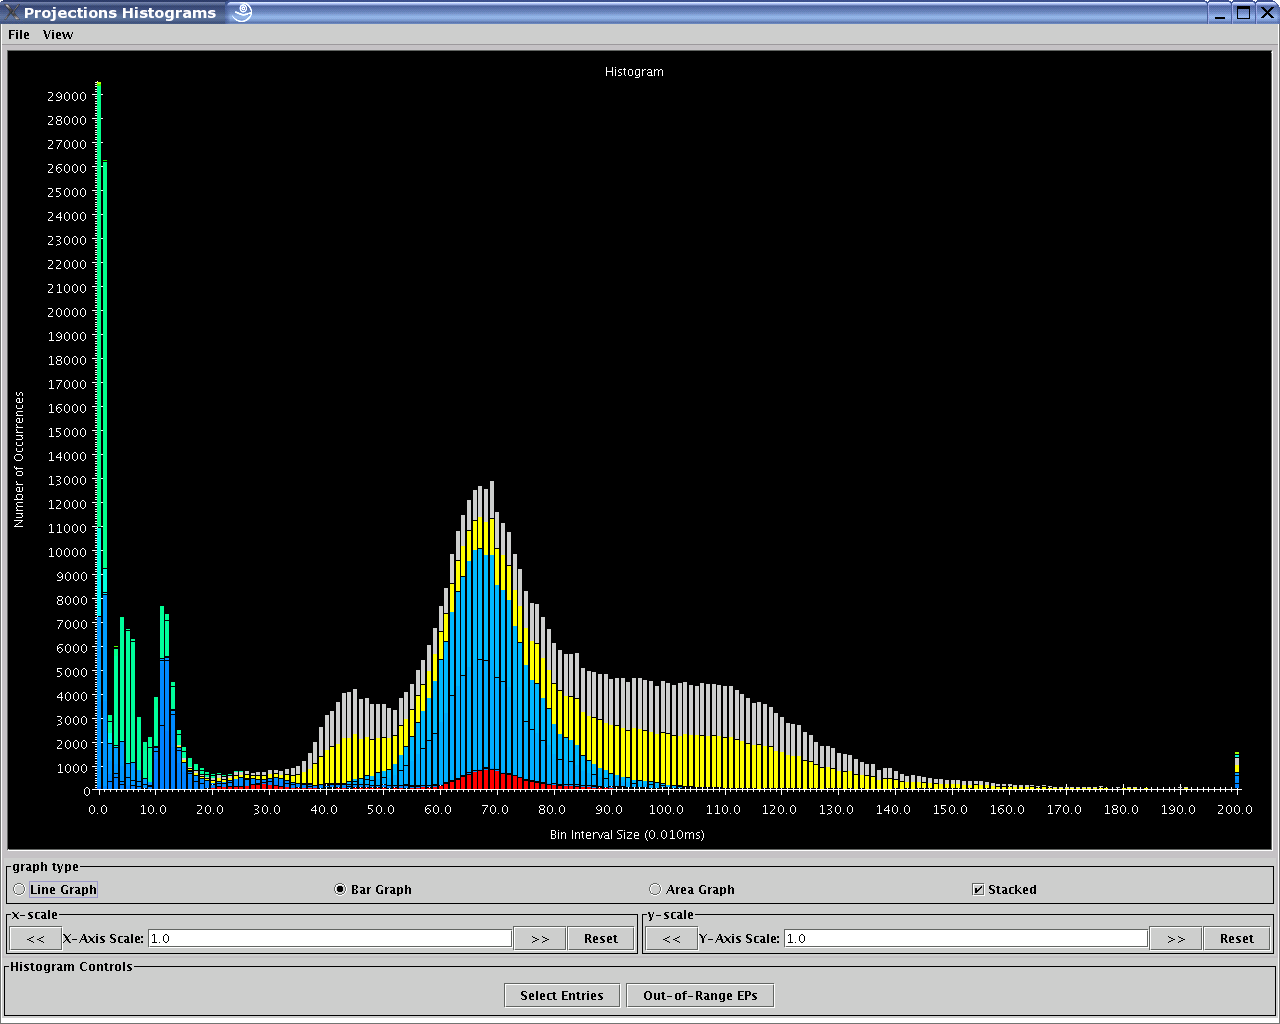 Projections Histograms
File View
Histogram
29000
28000
27000
26000
25000
24000
23000
22000
21000
20000
19000
18000
17000
16000
15000
14000
13000
12000
11000
10000
9000
8000
7000
6000
5000
4000
3000
2000
1000
0
Number of Occurrences
0.0 10.0 20.0 30.0 40.0 50.0 60.0 70.0 80.0 90.0 100.0 110.0 120.0 130.0 140.0 150.0 160.0 170.0 180.0 190.0 200.0
Bin Interval Size (0.010ms)
graph type
Line Graph Bar Graph Area Graph Stacked
x-scale y-scale
<< X-Axis Scale: 1.0 >> Reset << Y-Axis Scale: 1.0 >> Reset
Histogram Controls
Select Entries Out-of-Range EPs